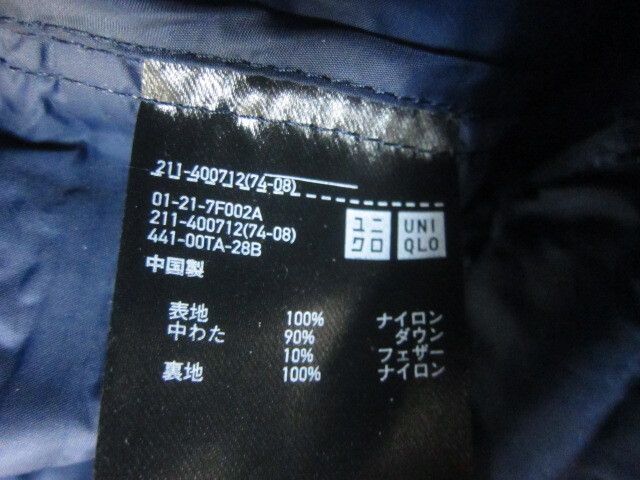 211-400712(74-08)
01-21-7F002A
211-400712(74-08)
441-00TA-28B
中国製
ユニ
クロ
UNI
QLO
表地 100% ナイロン
中わた 90% ダウン
10% フェザー
裏地 100% ナイロン